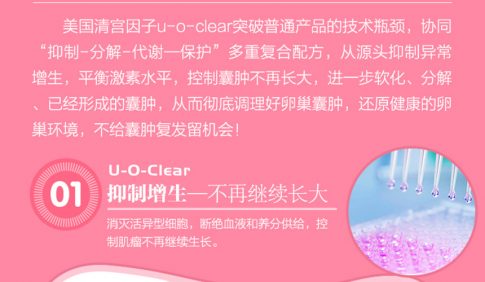 美国清宫因子u-o-clear突破普通产品的技术瓶颈，协同
“抑制-分解-代谢—保护”多重复合配方，从源头抑制异常
增生，平衡激素水平，控制囊肿不再长大，进一步软化、分解
、已经形成的囊肿，从而彻底调理好卵巢囊肿，还原健康的卵
巢环境，不给囊肿复发留机会！
U-O-Clear
01
抑制增生—不再继续长大
消灭活异型细胞，断绝血液和养分供给，控
制肌瘤不再继续生长。